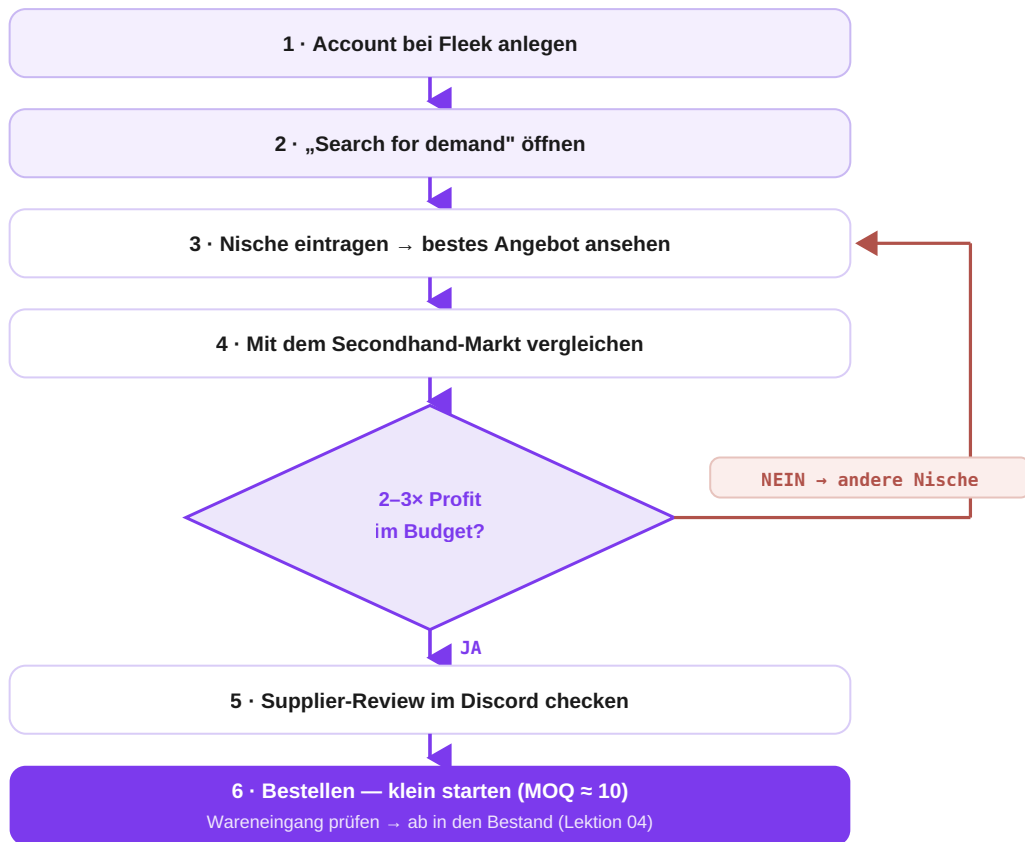 1 · Account bei Fleek anlegen
2 · „Search for demand" öffnen
3 · Nische eintragen → bestes Angebot ansehen
4 · Mit dem Secondhand-Markt vergleichen
2–3× Profit
im Budget?
NEIN → andere Nische
JA
5 · Supplier-Review im Discord checken
6 · Bestellen — klein starten (MOQ ≈ 10)
Wareneingang prüfen → ab in den Bestand (Lektion 04)